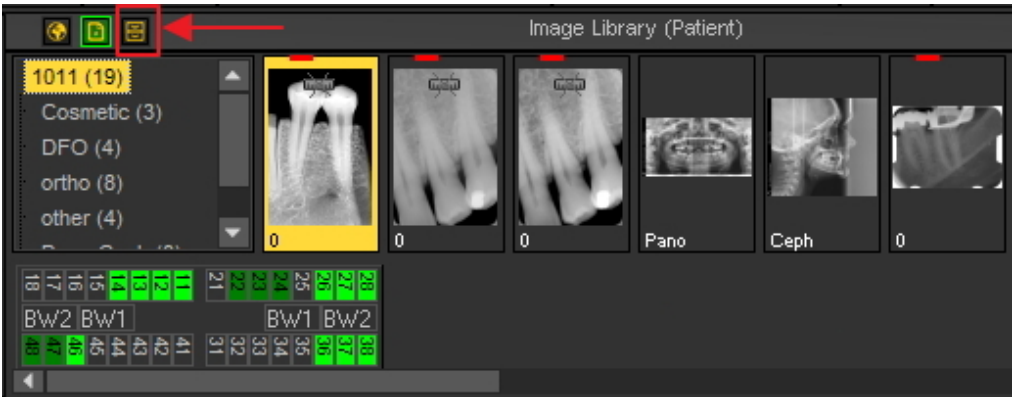 Image Library (Patient)
1011 (19)
Cosmetic (3)
DFO (4)
ortho (8)
other (4)
0
0
0
Pano
Ceph
0
18 17 16 15 14 13 12 11 21 22 23 24 25 26 27 28
BW2 BW1 BW1 BW2
48 47 46 45 44 43 42 41 31 32 33 34 35 36 37 38